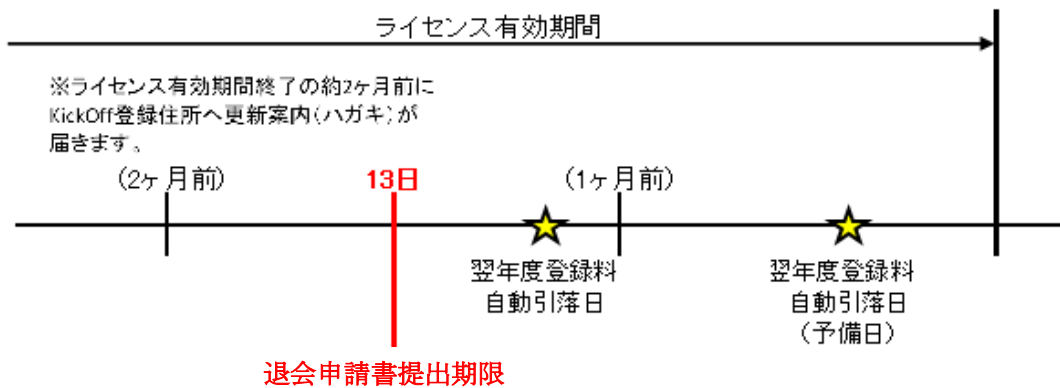 ライセンス有効期間
※ライセンス有効期間終了の約2ヶ月前に
KickOff登録住所へ更新案内(ハガキ)が
届きます。
(2ヶ月前)
13日
(1ヶ月前)
翌年度登録料
自動引落日
翌年度登録料
自動引落日
(予備日)
退会申請書提出期限